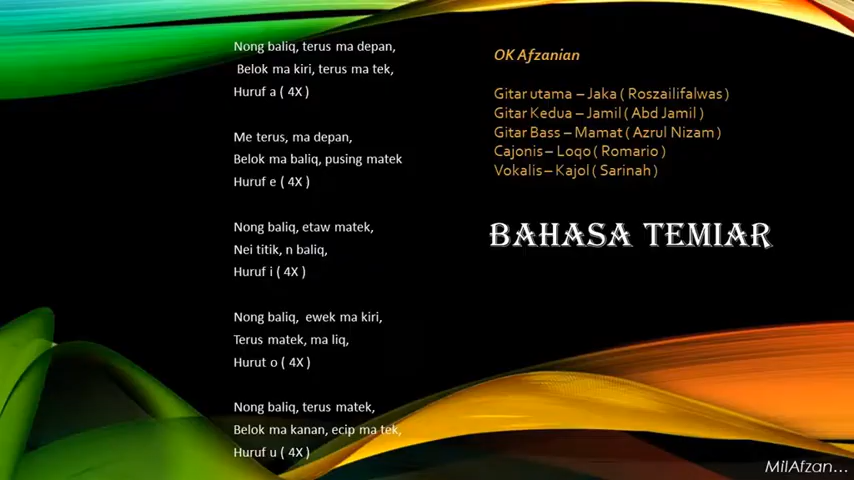 Nong baliq, terus ma depan,
Belok ma kiri, terus ma tek,
Huruf a ( 4X )
Me terus, ma depan,
Belok ma baliq, pusing matek
Huruf e ( 4X )
Nong baliq, etaw matek,
Nei titik, n baliq,
Huruf i ( 4X )
Nong baliq,  ewek ma kiri,
Terus matek, ma liq,
Hurut o ( 4X )
Nong baliq, terus matek,
Belok ma kanan, ecip ma tek,
Huruf u ( 4X )
OK Afzanian
Gitar utama – Jaka ( Roszailifalwas )
Gitar Kedua – Jamil ( Abd Jamil )
Gitar Bass – Mamat ( Azrul Nizam )
Cajonis – Loqo ( Romario )
Vokalis – Kajol ( Sarinah )
BAHASA TEMIAR
MilAfzan...